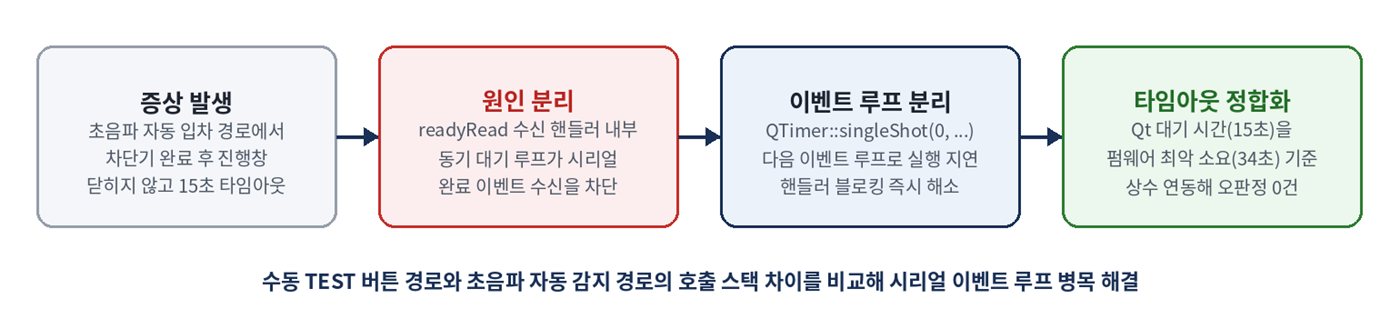 증상 발생
초음파 자동 입차 경로에서
차단기 완료 후 진행창
닫히지 않고 15초 타임아웃
원인 분리
readyRead 수신 핸들러 내부
동기 대기 루프가 시리얼
완료 이벤트 수신을 차단
이벤트 루프 분리
QTimer::singleShot(0, ...)
다음 이벤트 루프로 실행 지연
핸들러 블로킹 즉시 해소
타임아웃 정합화
Qt 대기 시간(15초)을
펌웨어 최악 소요(34초) 기준
상수 연동해 오판정 0건
수동 TEST 버튼 경로와 초음파 자동 감지 경로의 호출 스택 차이를 비교해 시리얼 이벤트 루프 병목 해결